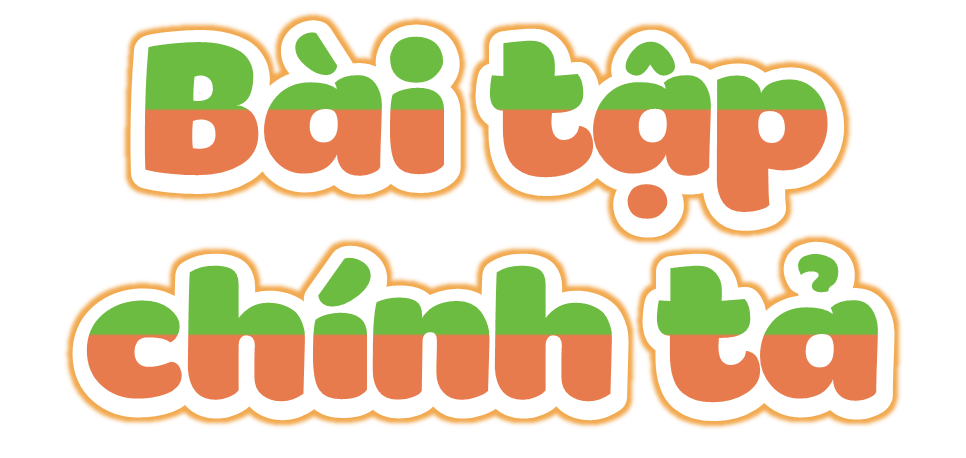 Bài tập
chính tả